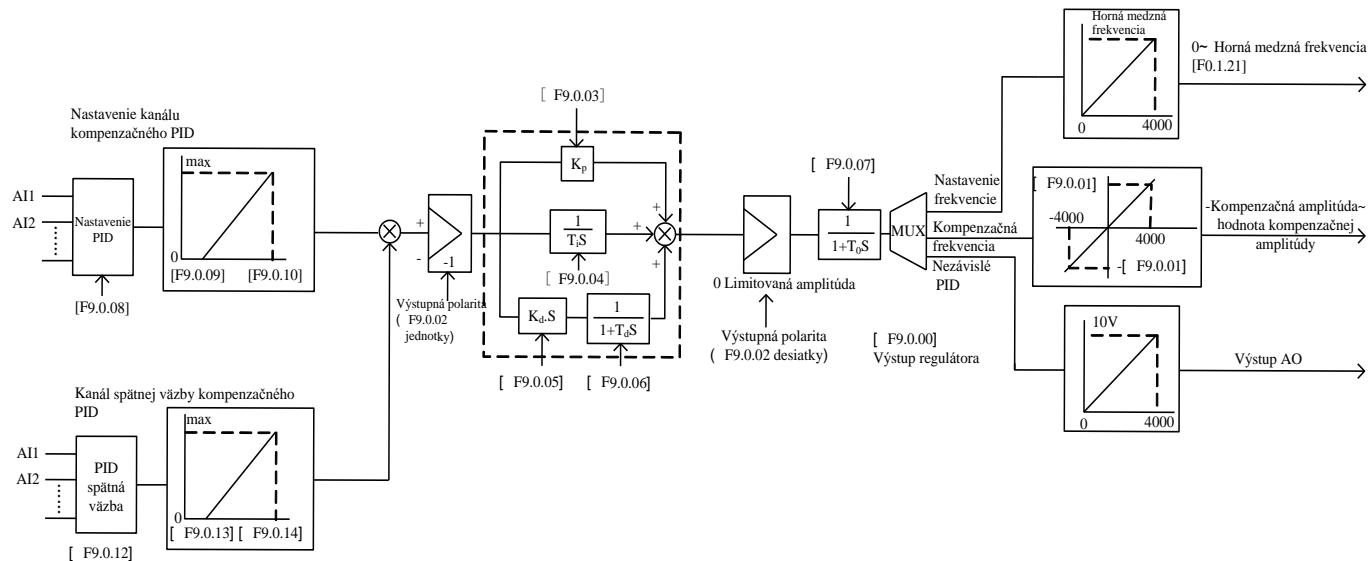 Nastavenie kanálu
kompenzačného PID
AI1
AI2
Nastavenie
PID
[F9.0.08]
max
0
[F9.0.09]
[F9.0.10]
Kanál spätnej väzby kompenzačného
PID
AI1
AI2
PID
spätná
väzba
[ F9.0.12]
max
0
[ F9.0.13]
[ F9.0.14]
+
-
-1
Výstupná polarita
( F9.0.02
jednotky)
[ F9.0.03]
Kp
1
TiS
[ F9.0.04]
Kd.S
1
1+TdS
[ F9.0.05]
[ F9.0.06]
+
+
+
0 Limitovaná amplitúda
Výstupná polarita
( F9.0.02 desiatky)
[ F9.0.07]
1
1+T0S
MUX
Nastavenie
frekvencie
Kompenzačná
frekvencia
Nezávislé
PID
[ F9.0.00]
Výstup regulátora
Horná medzná
frekvencia
0
4000
0~ Horná medzná frekvencia
[F0.1.21]
[ F9.0.01]
-4000
4000
-[ F9.0.01]
-Kompenzačná amplitúda~
hodnota kompenzačnej
amplitúdy
10V
0
4000
Výstup AO